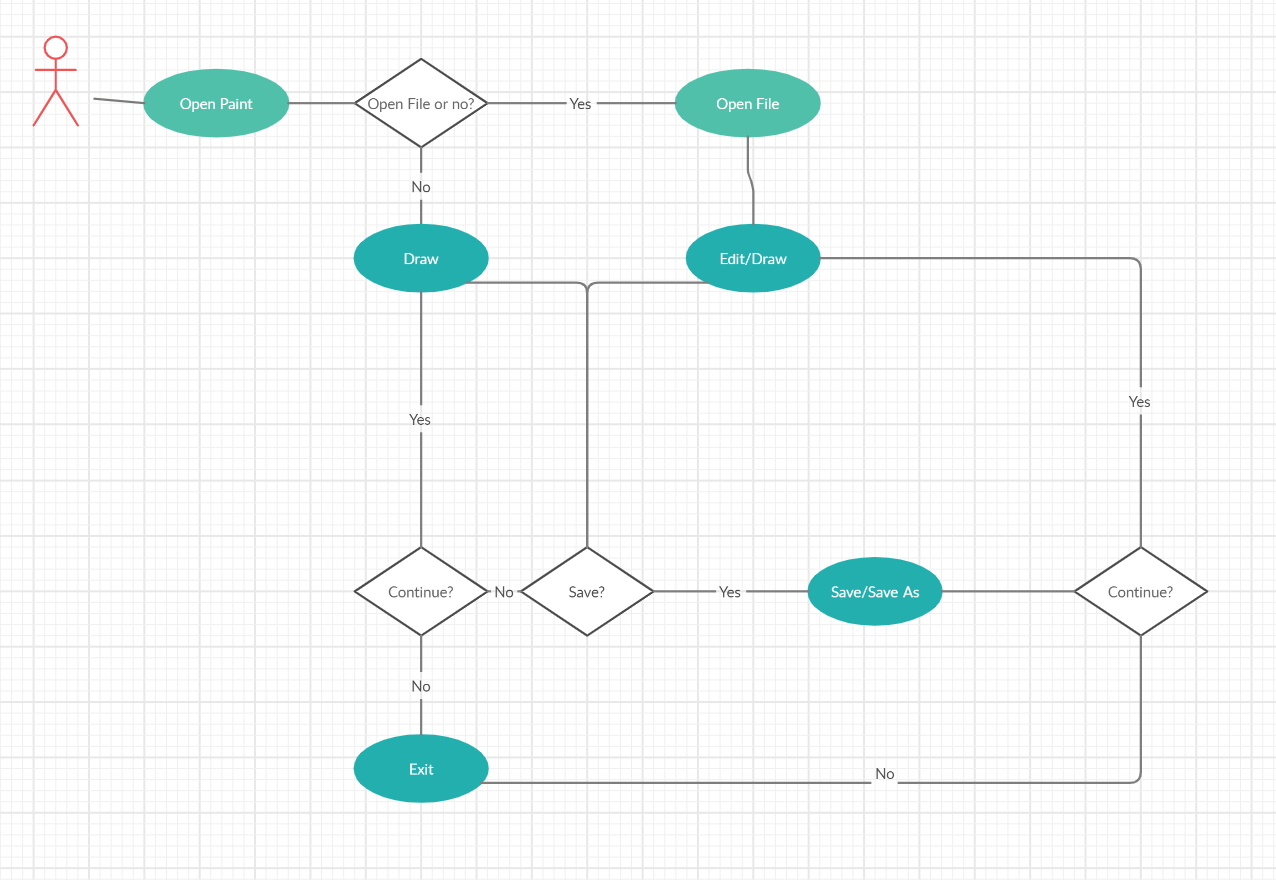 Open Paint
Open File or no?
Yes
Open File
No
Draw
Edit/Draw
Yes
Yes
Continue?
No
Save?
Yes
Save/Save As
Continue?
No
Exit
No